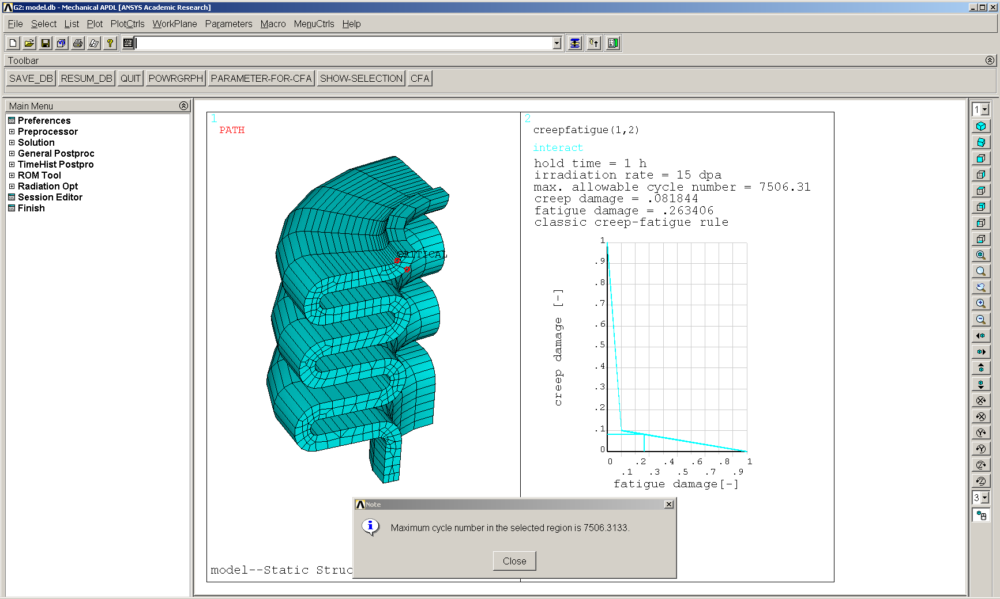 G2: model.db - Mechanical APDL [ANSYS Academic Research]
File Select List Plot PlotCtrls WorkPlane Parameters Macro MenuCtrls Help
Toolbar
SAVE_DB RESUM_DB QUIT POWRGRPH PARAMETER-FOR-CFA SHOW-SELECTION CFA
Main Menu
Preferences
Preprocessor
Solution
General Postproc
TimeHist Postpro
ROM Tool
Radiation Opt
Session Editor
Finish
1
PATH
CRITICAL
model--Static Struc
2
creepfatigue(1,2)
interact
hold time = 1 h
irradiation rate = 15 dpa
max. allowable cycle number = 7506.31
creep damage = .081844
fatigue damage = .263406
classic creep-fatigue rule
creep damage [-]
1
.9
.8
.7
.6
.5
.4
.3
.2
.1
0
0 .2 .4 .6 .8 1
.1 .3 .5 .7 .9
fatigue damage[-]
Note
Maximum cycle number in the selected region is 7506.3133.
Close
1
3